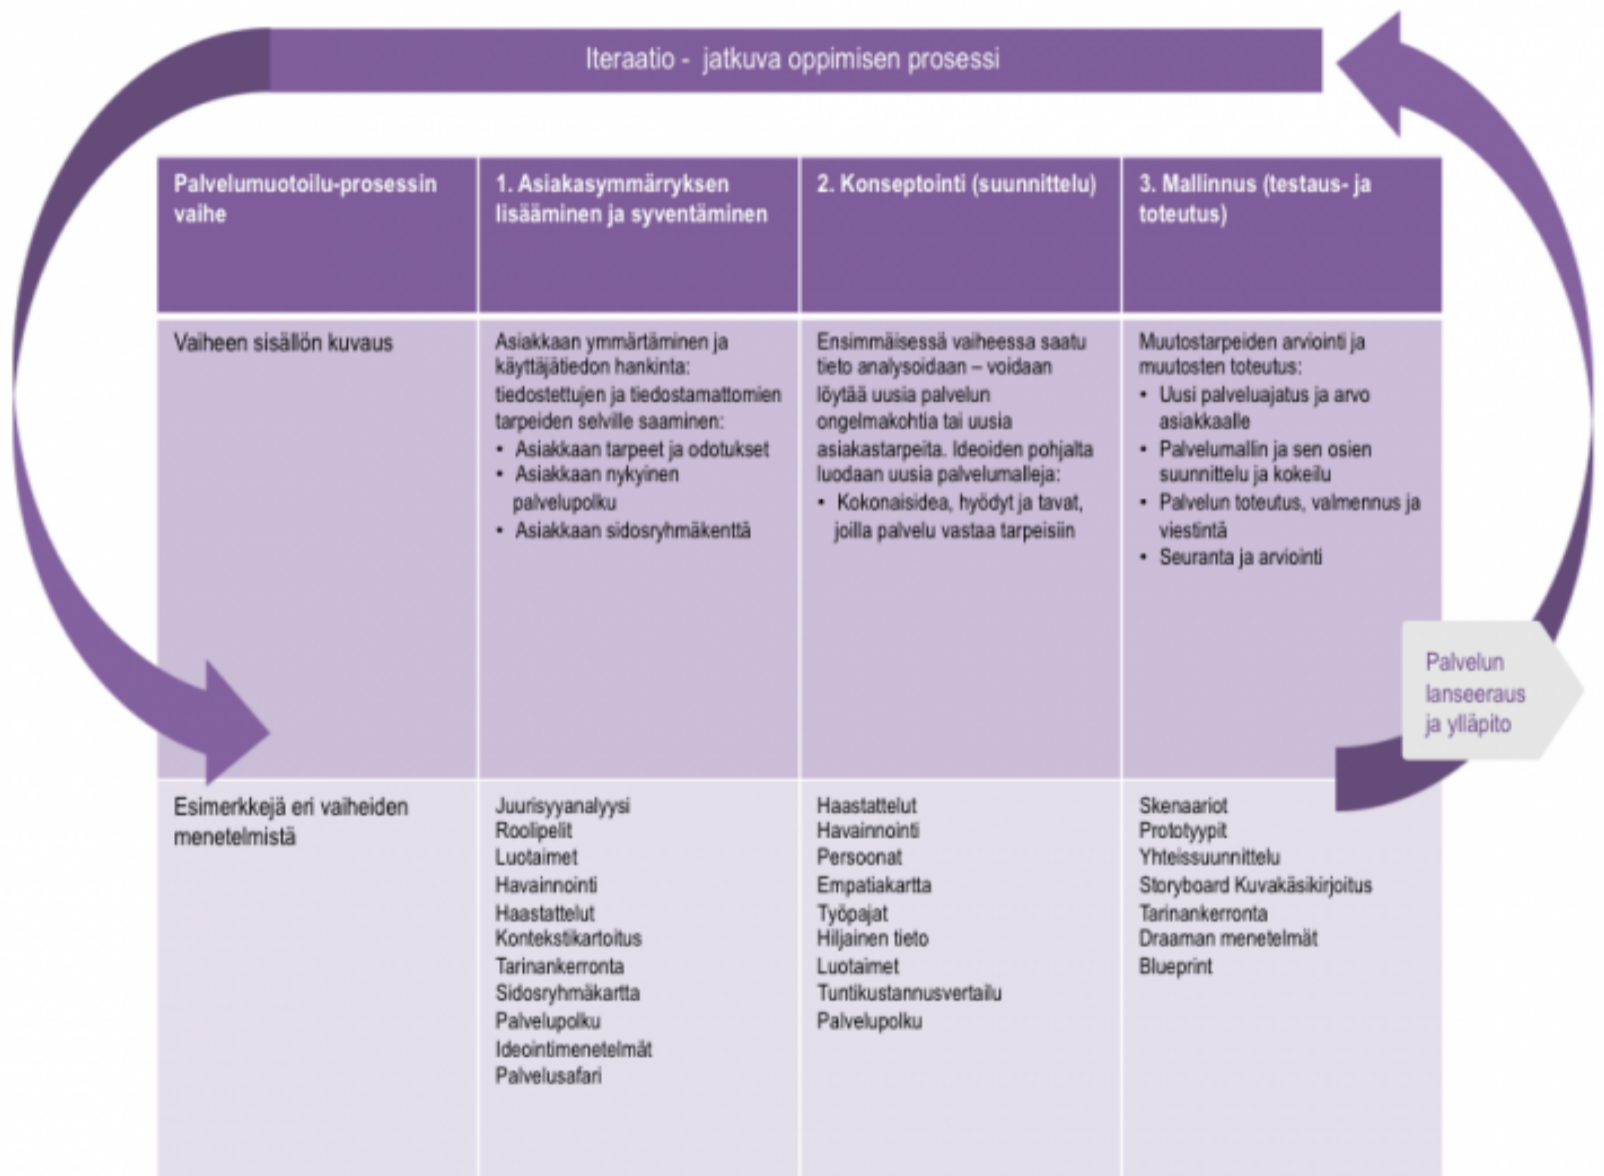 Iteraatio - jatkuva oppimisen prosessi
Palvelumuotoilu-prosessin
vaihe
1. Asiakasymmärryksen
lisääminen ja syventäminen
2. Konseptointi (suunnittelu)
3. Mallinnus (testaus- ja
toteutus)
Vaiheen sisällön kuvaus
Asiakkaan ymmärtäminen ja
käyttäjätiedon hankinta:
tiedostettujen ja tiedostamattomien
tarpeiden selville saaminen:
• Asiakkaan tarpeet ja odotukset
• Asiakkaan nykyinen
palvelupolku
• Asiakkaan sidosryhmäkenttä
Ensimmäisessä vaiheessa saatu
tieto analysoidaan – voidaan
löytää uusia palvelun
ongelmakohtia tai uusia
asiakastarpeita. Ideoiden pohjalta
luodaan uusia palvelumalleja:
• Kokonaisidea, hyödyt ja tavat,
joilla palvelu vastaa tarpeisiin
Muutostarpeiden arviointi ja
muutosten toteutus:
• Uusi palveluajatus ja arvo
asiakkaalle
• Palvelumallin ja sen osien
suunnittelu ja kokeilu
• Palvelun toteutus, valmennus ja
viestintä
• Seuranta ja arviointi
Palvelun
lanseeraus
ja ylläpito
Esimerkkejä eri vaiheiden
menetelmistä
Juurisyyanalyysi
Roolipelit
Luotaimet
Havainnointi
Haastattelut
Kontekstikartoitus
Tarinankerronta
Sidosryhmäkartta
Palvelupolku
Ideointimenetelmät
Palvelusafari
Haastattelut
Havainnointi
Persoonat
Empatiakartta
Työpajat
Hiljainen tieto
Luotaimet
Tuntikustannusvertailu
Palvelupolku
Skenaariot
Prototyypit
Yhteissuunnittelu
Storyboard Kuvakäsikirjoitus
Tarinankerronta
Draaman menetelmät
Blueprint